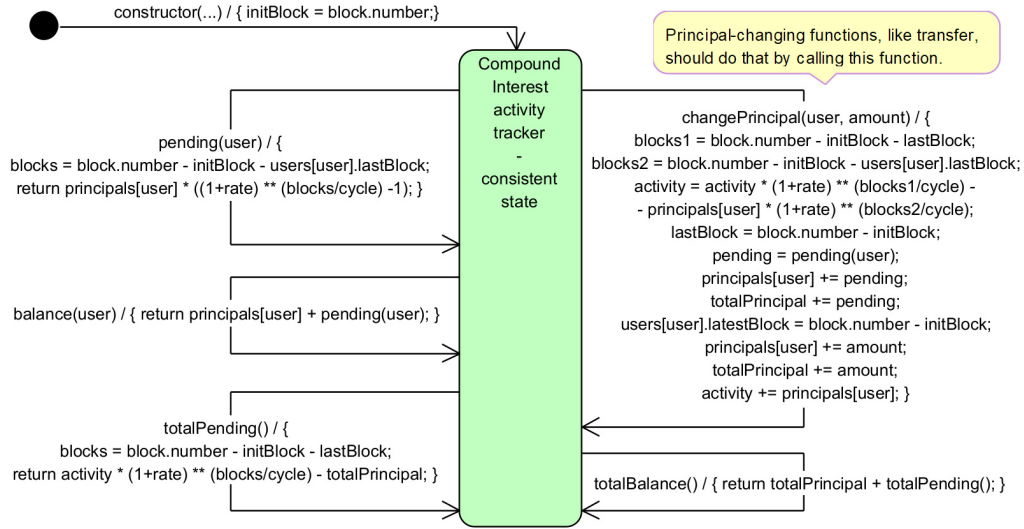 constructor(...) / { initBlock = block.number;}
Principal-changing functions, like transfer,
should do that by calling this function.
Compound
Interest
activity
tracker
-
consistent
state
pending(user) / {
blocks = block.number - initBlock - users[user].lastBlock;
return principals[user] * ((1+rate) ** (blocks/cycle) -1); }
balance(user) / { return principals[user] + pending(user); }
totalPending() / {
blocks = block.number - initBlock - lastBlock;
return activity * (1+rate) ** (blocks/cycle) - totalPrincipal; }
changePrincipal(user, amount) / {
blocks1 = block.number - initBlock - lastBlock;
blocks2 = block.number - initBlock - users[user].lastBlock;
activity = activity * (1+rate) ** (blocks1/cycle) -
- principals[user] * (1+rate) ** (blocks2/cycle);
lastBlock = block.number - initBlock;
pending = pending(user);
principals[user] += pending;
totalPrincipal += pending;
users[user].latestBlock = block.number - initBlock;
principals[user] += amount;
totalPrincipal += amount;
activity += principals[user]; }
totalBalance() / { return totalPrincipal + totalPending(); }